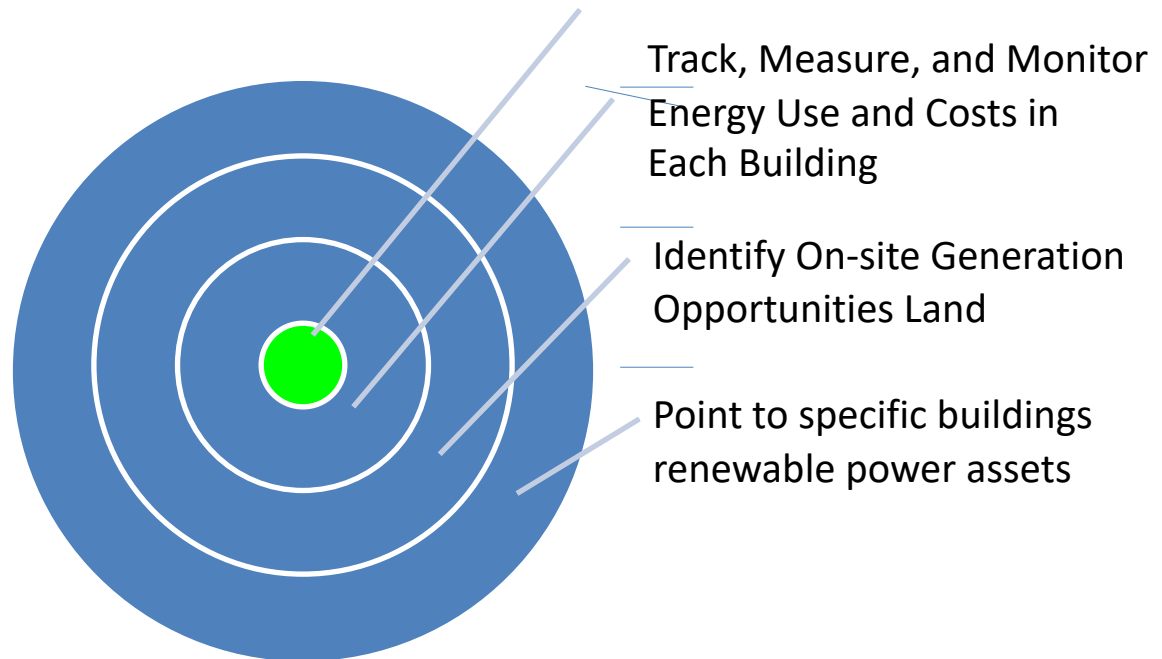 Track, Measure, and Monitor
Energy Use and Costs in
Each Building
Identify On-site Generation
Opportunities Land
Point to specific buildings
renewable power assets